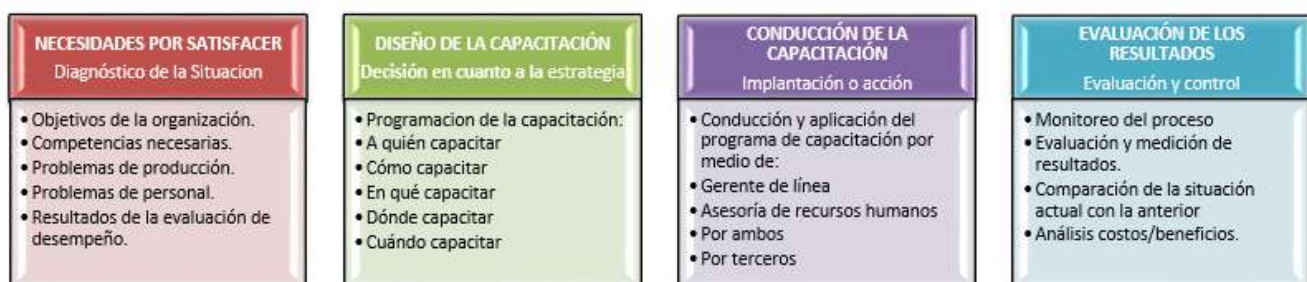 NECESIDADES POR SATISFACER
Diagnóstico de la Situacion
• Objetivos de la organización.
• Competencias necesarias.
• Problemas de producción.
• Problemas de personal.
• Resultados de la evaluación de
desempeño.
DISEÑO DE LA CAPACITACIÓN
Decisión en cuanto a la estrategia
• Programacion de la capacitación:
• A quién capacitar
• Cómo capacitar
• En qué capacitar
• Dónde capacitar
• Cuándo capacitar
CONDUCCIÓN DE LA
CAPACITACIÓN
Implantación o acción
• Conducción y aplicación del
programa de capacitación por
medio de:
• Gerente de línea
• Asesoría de recursos humanos
• Por ambos
• Por terceros
EVALUACIÓN DE LOS
RESULTADOS
Evaluación y control
• Monitoreo del proceso
• Evaluación y medición de
resultados.
• Comparación de la situación
actual con la anterior
• Análisis costos/beneficios.